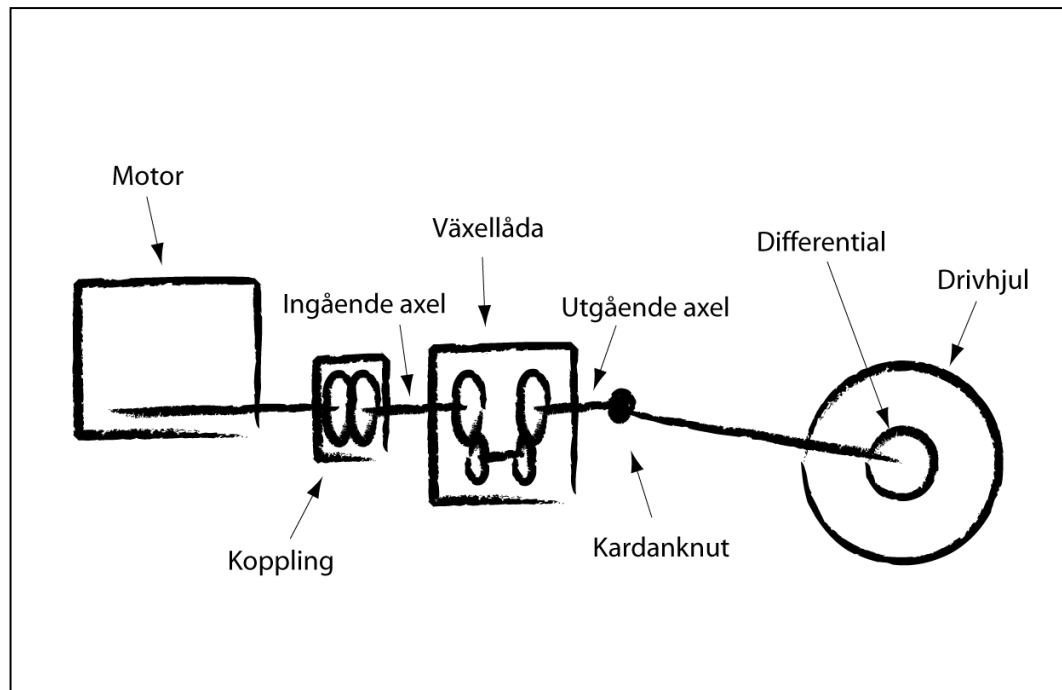 Motor
Växellåda
Differential
Drivhjul
Ingående axel
Utgående axel
Koppling
Kardanknut